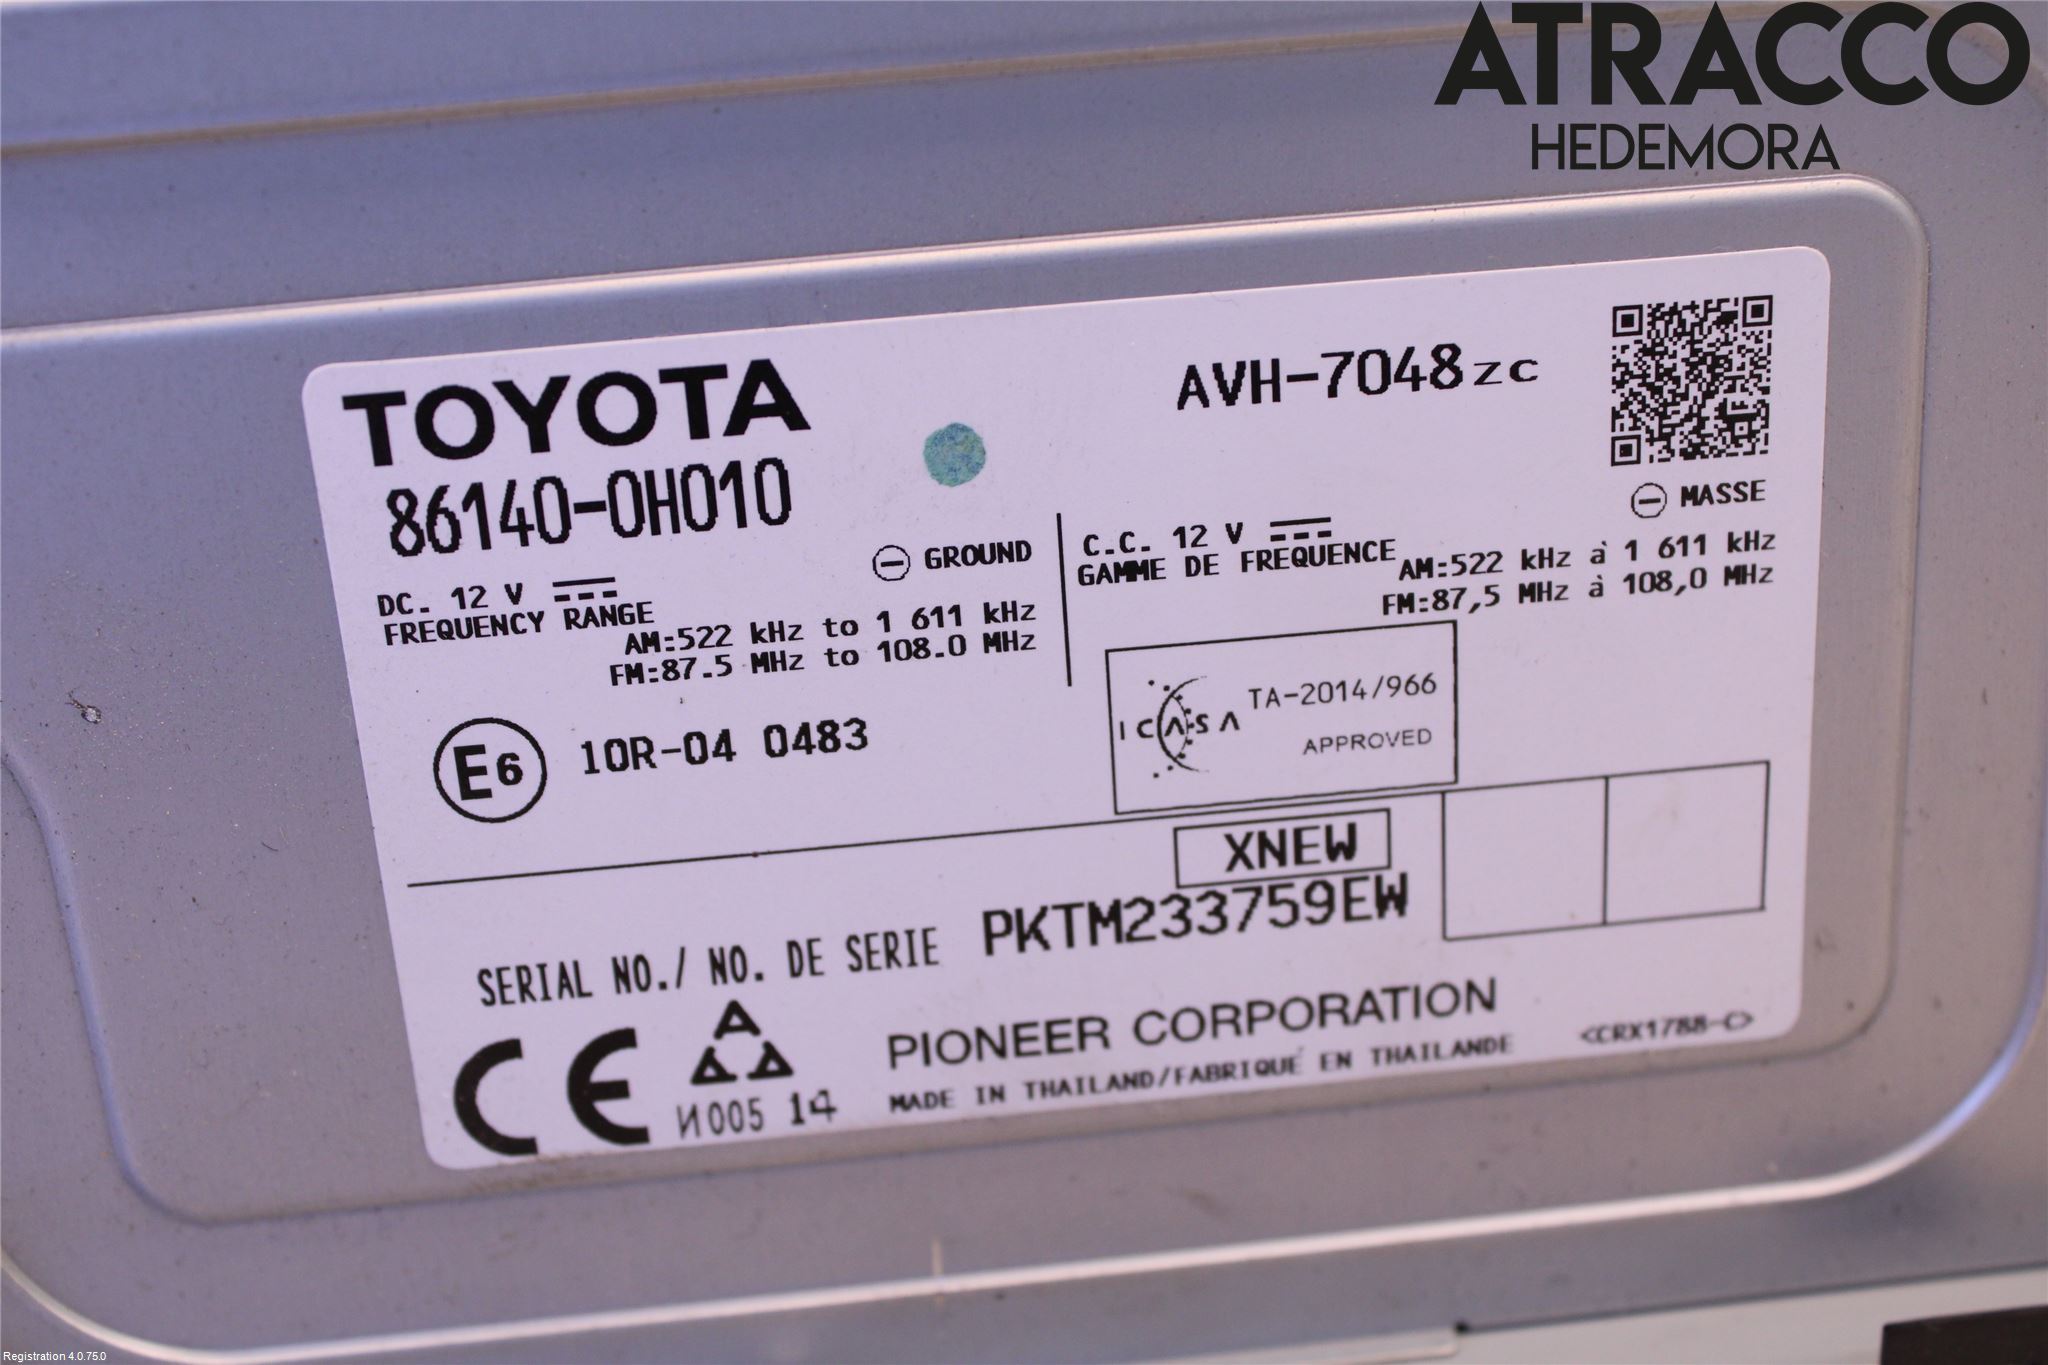 ATRACCO
HEDEMORA
TOYOTA
86140-0H010
AVH-7048ZC
DC. 12 V
GROUND
FREQUENCY RANGE
AM:522 kHz to 1 611 kHz
FM:87.5 MHz to 108.0 MHz
MASSE
C.C. 12 V
GAMME DE FREQUENCE
AM:522 kHz à 1 611 kHz
FM:87,5 MHz à 108,0 MHz
E6 10R-04 0483
ICASA TA-2014/966
APPROVED
XNEW
SERIAL NO./ NO. DE SERIE PKTM233759EW
CE
И005 14
PIONEER CORPORATION
MADE IN THAILAND/FABRIQUÉ EN THAILANDE
<CRX1788-C>
Registration 4.0.75.0